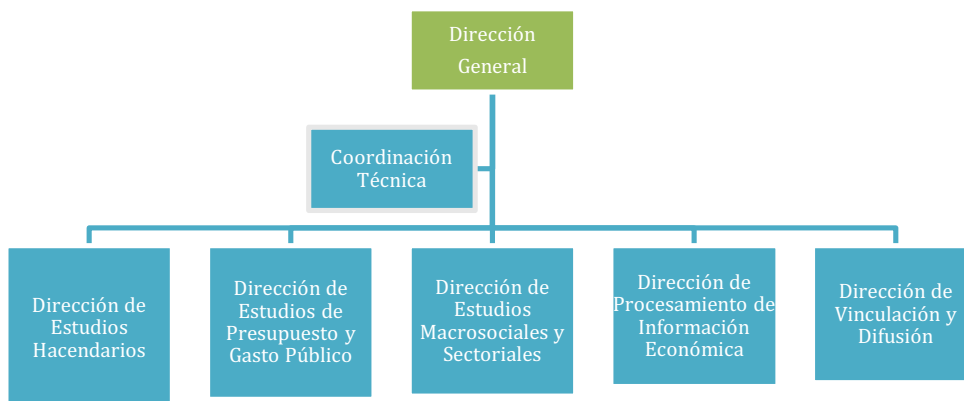 Dirección
General
Coordinación
Técnica
Dirección de
Estudios
Hacendarios
Dirección de
Estudios de
Presupuesto y
Gasto Público
Dirección de
Estudios
Macrosociales y
Sectoriales
Dirección de
Procesamiento de
Información
Económica
Dirección de
Vinculación y
Difusión